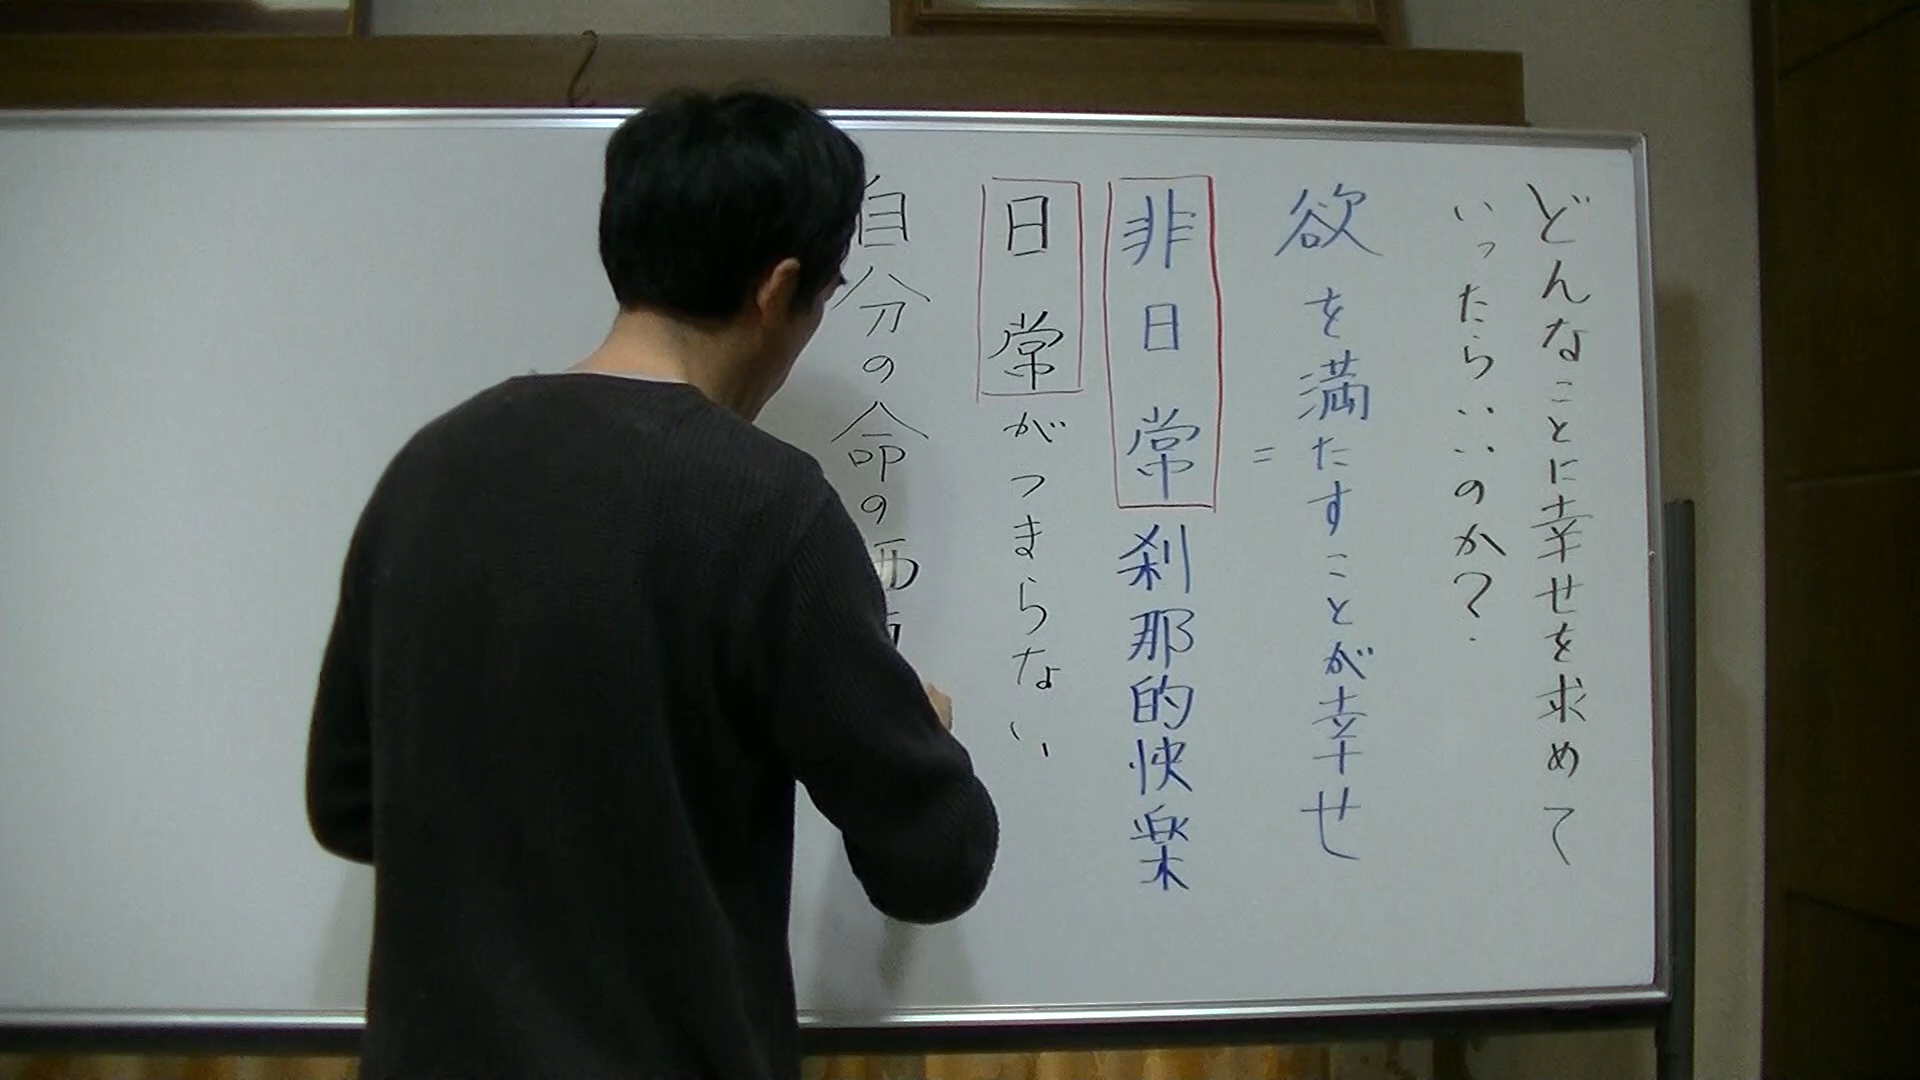 どんなことに幸せを求めて
いったらいいのか?
欲を満たすことが幸せ
=
非日常刹那的快楽
日常がつまらない
自分の命の